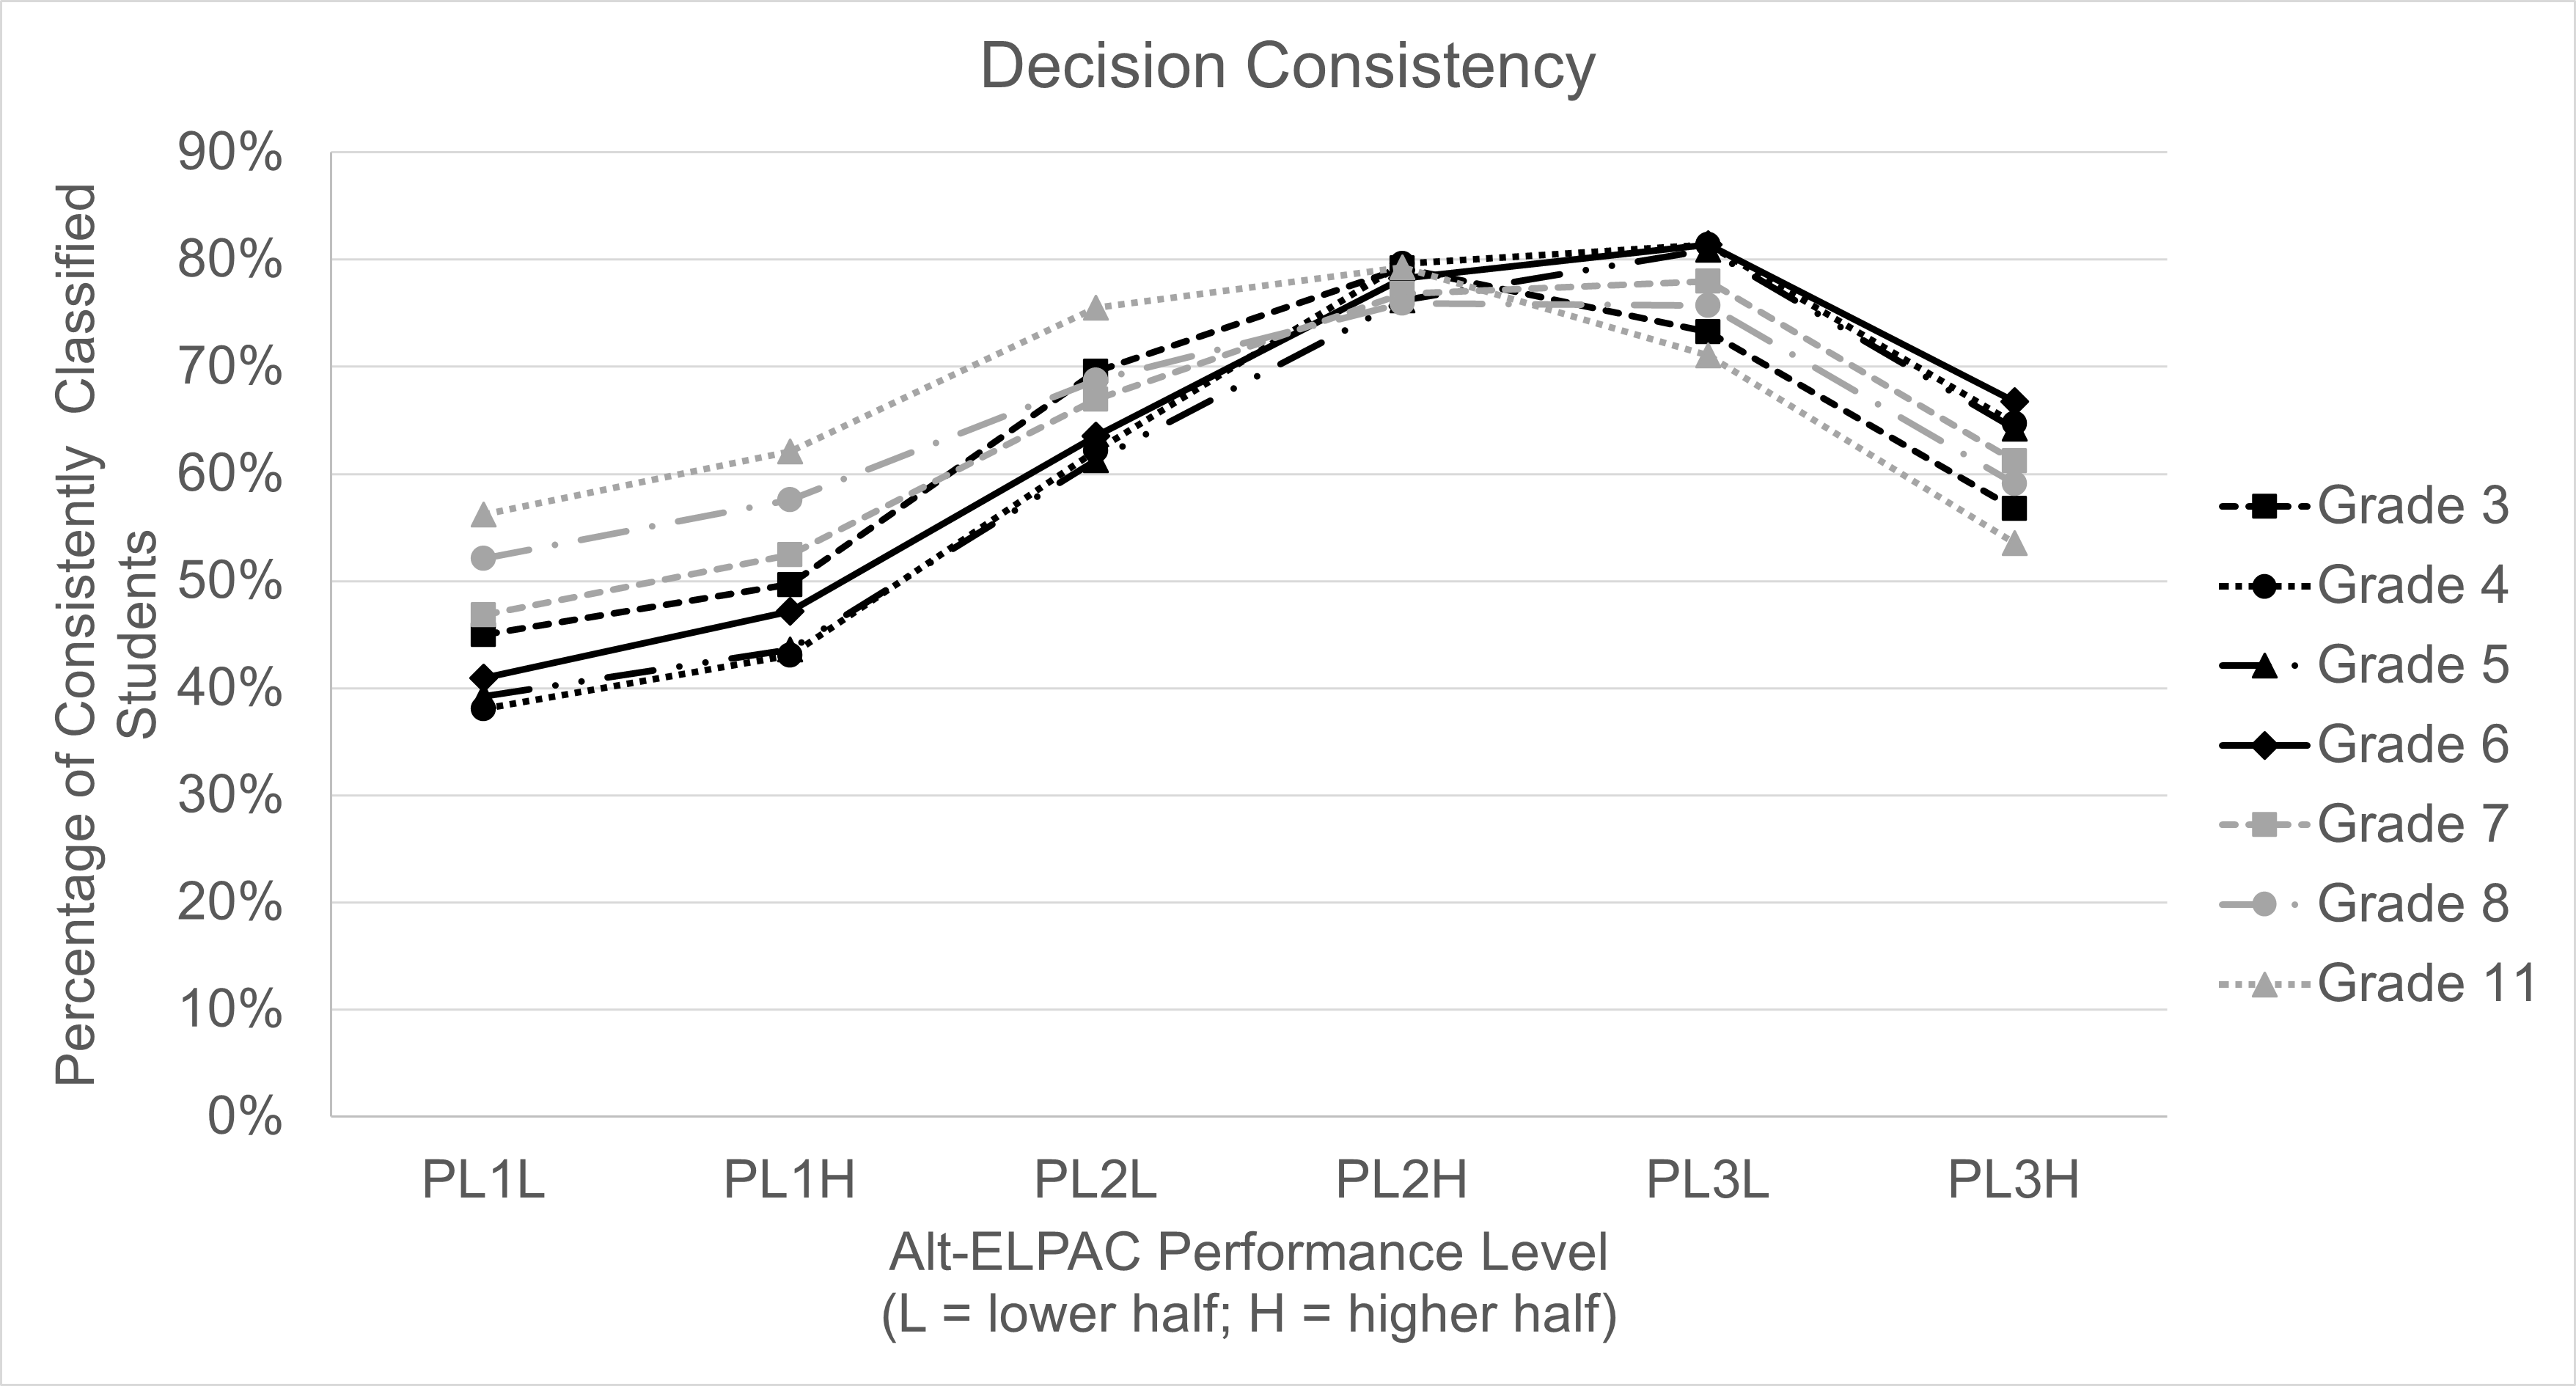 Decision Consistency
Percentage of Consistently Classified
Students
90%
80%
70%
60%
50%
40%
30%
20%
10%
0%
PL1L PL1H PL2L PL2H PL3L PL3H
Alt-ELPAC Performance Level
(L = lower half; H = higher half)
Grade 3
Grade 4
Grade 5
Grade 6
Grade 7
Grade 8
Grade 11